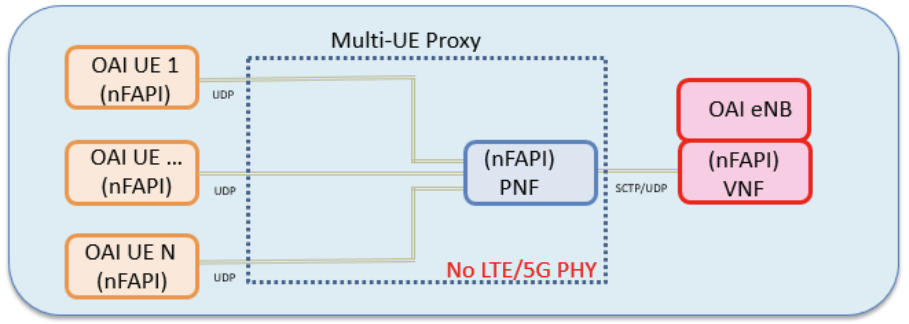 Multi-UE Proxy
OAI UE 1
(nFAPI)
UDP
OAI UE ...
(nFAPI)
UDP
OAI UE N
(nFAPI)
UDP
(nFAPI)
PNF
No LTE/5G PHY
SCTP/UDP
OAI eNB
(nFAPI)
VNF